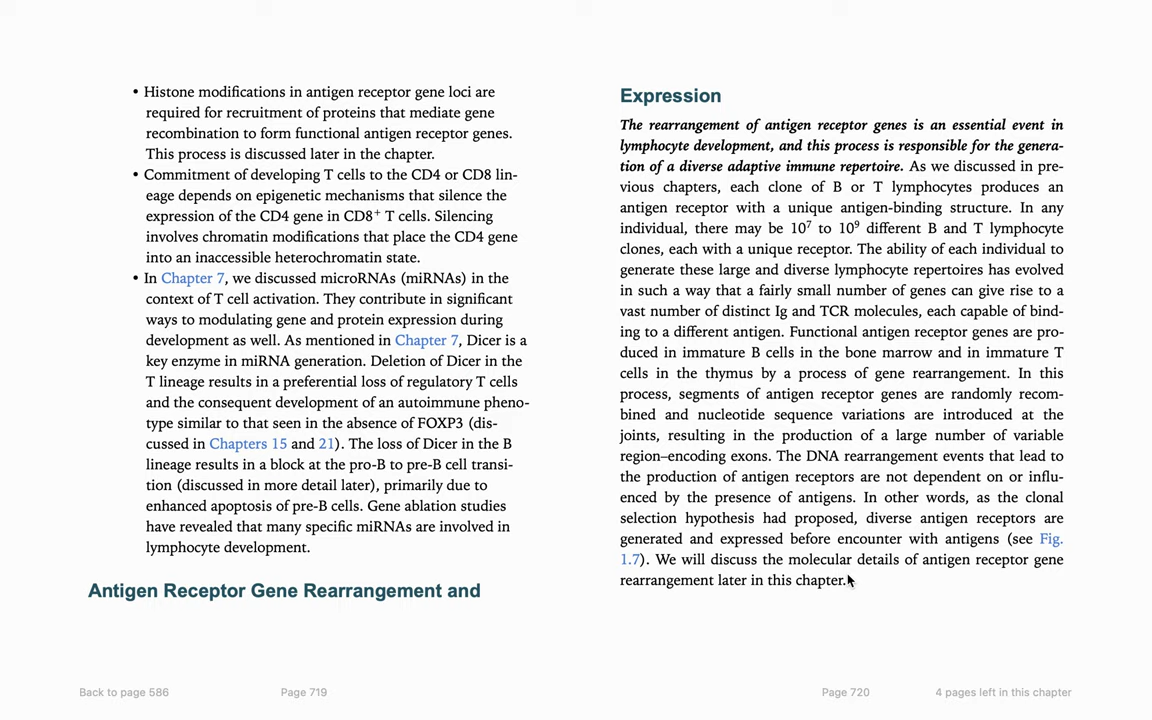 • Histone modifications in antigen receptor gene loci are
required for recruitment of proteins that mediate gene
recombination to form functional antigen receptor genes.
This process is discussed later in the chapter.
• Commitment of developing T cells to the CD4 or CD8 lin-
eage depends on epigenetic mechanisms that silence the
expression of the CD4 gene in CD8⁺ T cells. Silencing
involves chromatin modifications that place the CD4 gene
into an inaccessible heterochromatin state.
• In Chapter 7, we discussed microRNAs (miRNAs) in the
context of T cell activation. They contribute in significant
ways to modulating gene and protein expression during
development as well. As mentioned in Chapter 7, Dicer is a
key enzyme in miRNA generation. Deletion of Dicer in the
T lineage results in a preferential loss of regulatory T cells
and the consequent development of an autoimmune pheno-
type similar to that seen in the absence of FOXP3 (dis-
cussed in Chapters 15 and 21). The loss of Dicer in the B
lineage results in a block at the pro-B to pre-B cell transi-
tion (discussed in more detail later), primarily due to
enhanced apoptosis of pre-B cells. Gene ablation studies
have revealed that many specific miRNAs are involved in
lymphocyte development.
Antigen Receptor Gene Rearrangement and
Expression
The rearrangement of antigen receptor genes is an essential event in
lymphocyte development, and this process is responsible for the genera-
tion of a diverse adaptive immune repertoire. As we discussed in pre-
vious chapters, each clone of B or T lymphocytes produces an
antigen receptor with a unique antigen-binding structure. In any
individual, there may be 10⁷ to 10⁹ different B and T lymphocyte
clones, each with a unique receptor. The ability of each individual to
generate these large and diverse lymphocyte repertoires has evolved
in such a way that a fairly small number of genes can give rise to a
vast number of distinct Ig and TCR molecules, each capable of bind-
ing to a different antigen. Functional antigen receptor genes are pro-
duced in immature B cells in the bone marrow and in immature T
cells in the thymus by a process of gene rearrangement. In this
process, segments of antigen receptor genes are randomly recom-
bined and nucleotide sequence variations are introduced at the
joints, resulting in the production of a large number of variable
region–encoding exons. The DNA rearrangement events that lead to
the production of antigen receptors are not dependent on or influ-
enced by the presence of antigens. In other words, as the clonal
selection hypothesis had proposed, diverse antigen receptors are
generated and expressed before encounter with antigens (see Fig.
1.7). We will discuss the molecular details of antigen receptor gene
rearrangement later in this chapter.
Back to page 586
Page 719
Page 720
4 pages left in this chapter